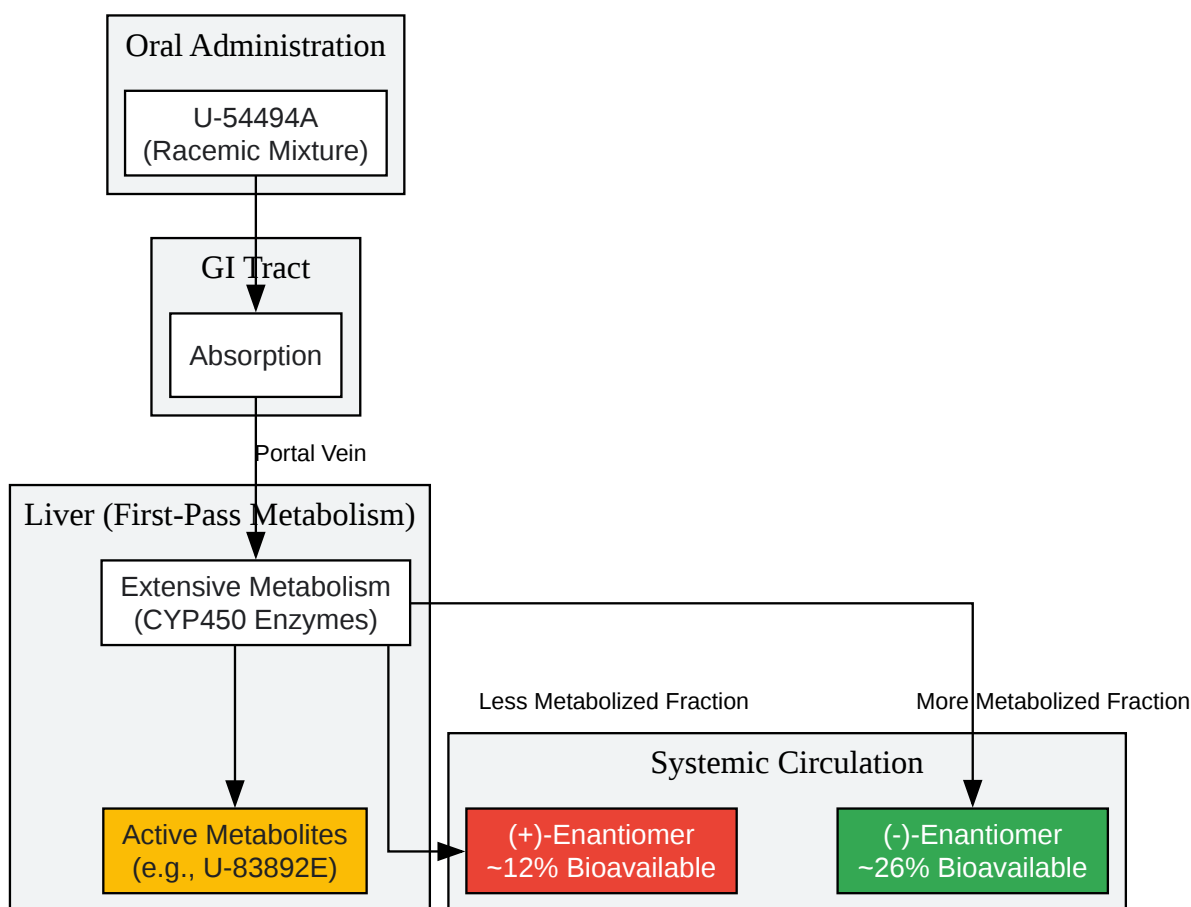 Oral Administration
U-54494A
(Racemic Mixture)
GI Tract
Absorption
Portal Vein
Liver (First-Pass Metabolism)
Extensive Metabolism
(CYP450 Enzymes)
Less Metabolized Fraction
More Metabolized Fraction
Systemic Circulation
Active Metabolites
(e.g., U-83892E)
(+)-Enantiomer
~12% Bioavailable
(-)-Enantiomer
~26% Bioavailable